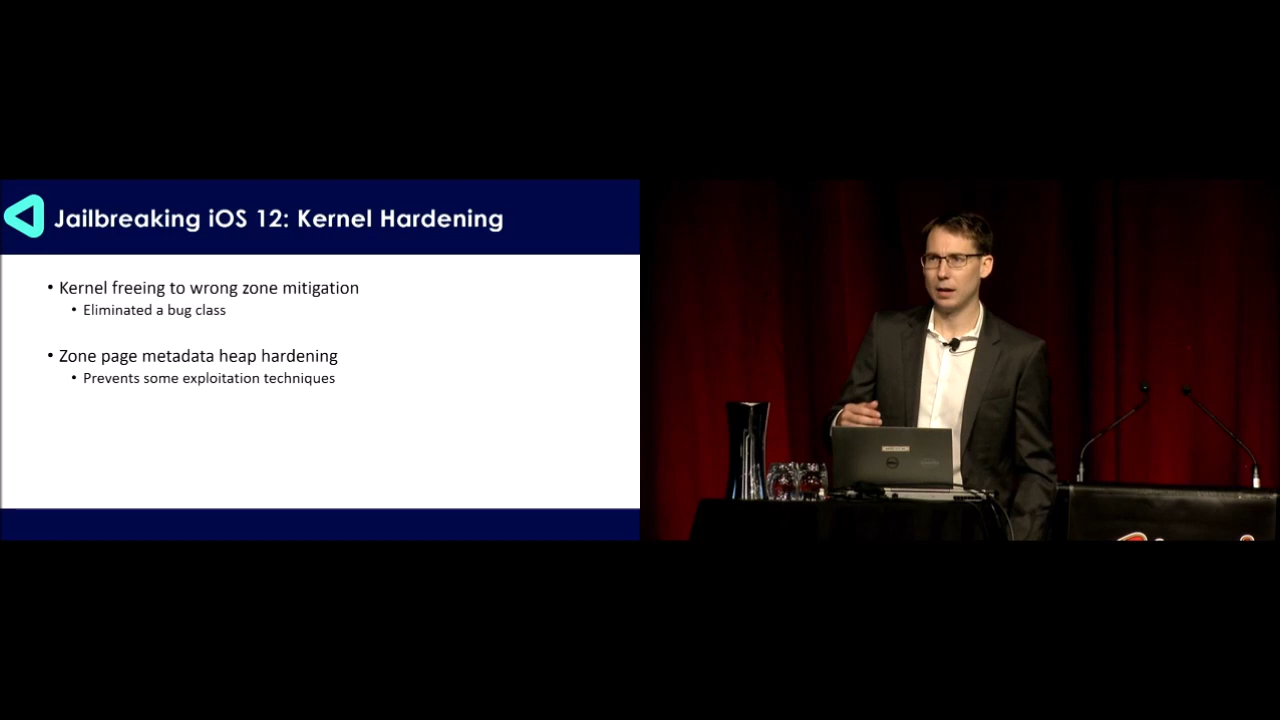 Jailbreaking iOS 12: Kernel Hardening
• Kernel freeing to wrong zone mitigation
• Eliminated a bug class
• Zone page metadata heap hardening
• Prevents some exploitation techniques
DELL